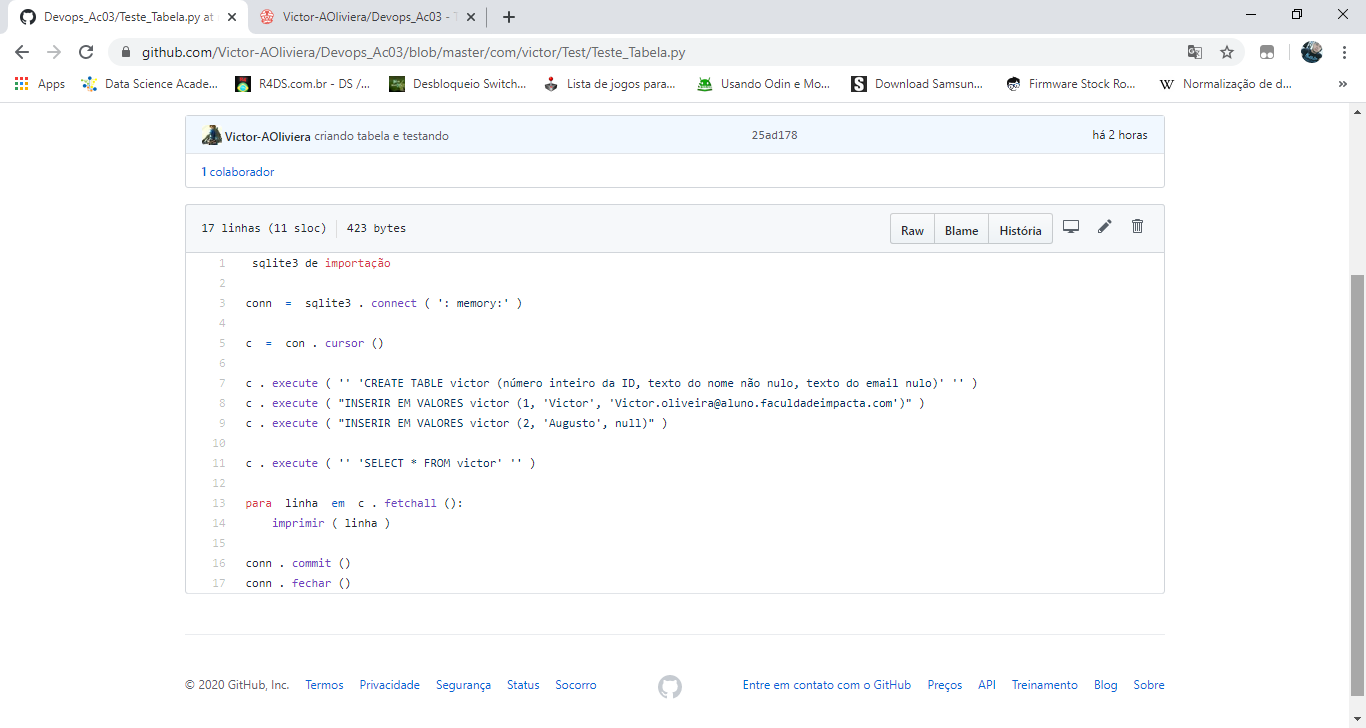 Devops_Ac03/Teste_Tabela.py at
Victor-AOliviera/Devops_Ac03 - T
github.com/Victor-AOliviera/Devops_Ac03/blob/master/com/victor/Test/Teste_Tabela.py
Apps Data Science Acade... R4DS.com.br - DS /... Desbloqueio Switch... Lista de jogos para... Usando Odin e Mo... Download Samsun... Firmware Stock Ro... Normalização de d... »
Victor-AOliviera criando tabela e testando 25ad178 há 2 horas
1 colaborador
17 linhas (11 sloc) 423 bytes Raw Blame História
1 sqlite3 de importação
2
3 conn = sqlite3 . connect ( ': memory:' )
4
5 c = con . cursor ()
6
7 c . execute ( '' 'CREATE TABLE victor (número inteiro da ID, texto do nome não nulo, texto do email nulo)' '' )
8 c . execute ( "INSERIR EM VALORES victor (1, 'Victor', 'Victor.oliveira@aluno.faculdadeimpacta.com')" )
9 c . execute ( "INSERIR EM VALORES victor (2, 'Augusto', null)" )
10
11 c . execute ( '' 'SELECT * FROM victor' '' )
12
13 para linha em c . fetchall ():
14 imprimir ( linha )
15
16 conn . commit ()
17 conn . fechar ()
© 2020 GitHub, Inc. Termos Privacidade Segurança Status Socorro Entre em contato com o GitHub Preços API Treinamento Blog Sobre